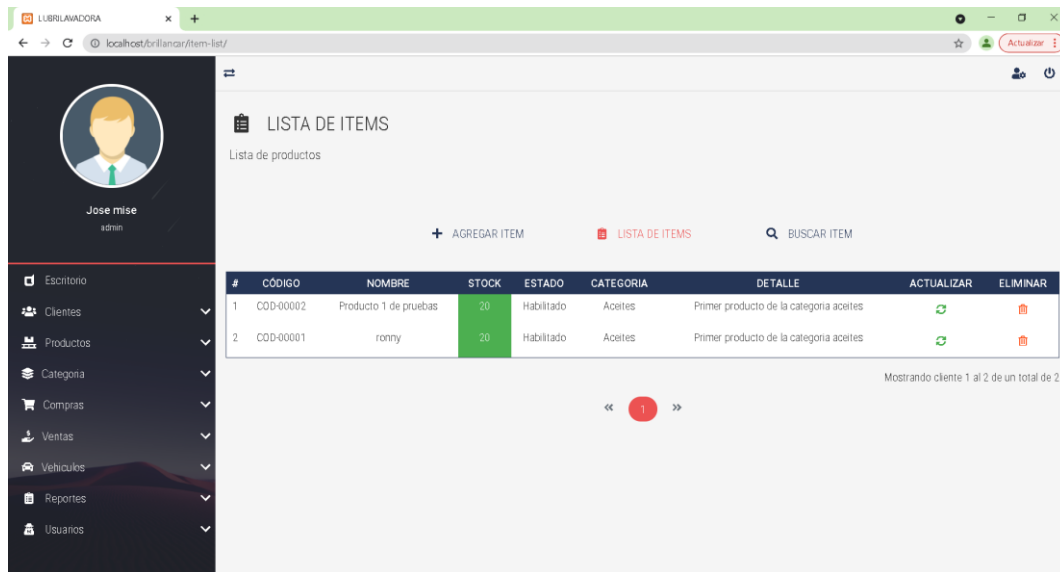 LUBRILAVADORA
localhost/brillancar/item-list/
Actualizar
Jose mise
admin
Escritorio
Clientes
Productos
Categoria
Compras
Ventas
Vehiculos
Reportes
Usuarios
LISTA DE ITEMS
Lista de productos
AGREGAR ITEM LISTA DE ITEMS BUSCAR ITEM
# CÓDIGO NOMBRE STOCK ESTADO CATEGORIA DETALLE ACTUALIZAR ELIMINAR
1 COD-00002 Producto 1 de pruebas 20 Habilitado Aceites Primer producto de la categoria aceites
2 COD-00001 ronny 20 Habilitado Aceites Primer producto de la categoria aceites
Mostrando cliente 1 al 2 de un total de 2
« 1 »